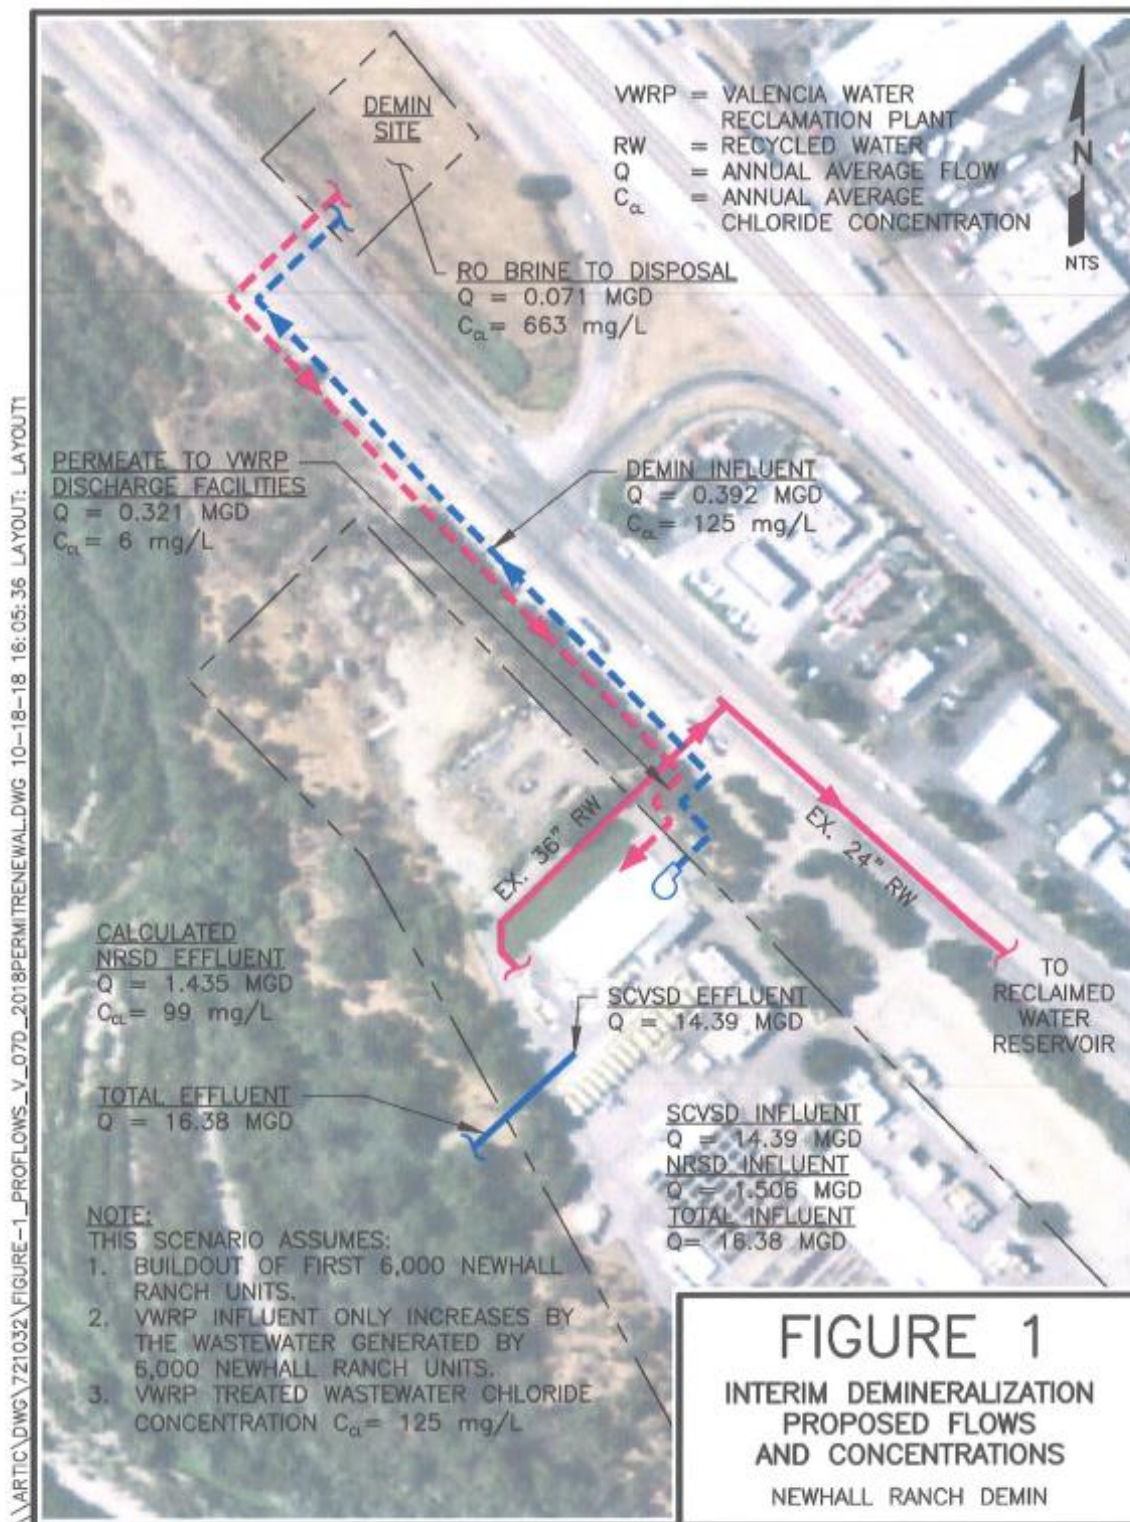 DEMIN
SITE
VWRP = VALENCIA WATER
RECLAMATION PLANT
RW = RECYCLED WATER
Q = ANNUAL AVERAGE FLOW
C_CL = ANNUAL AVERAGE
CHLORIDE CONCENTRATION
N
NTS
RO BRINE TO DISPOSAL
Q = 0.071 MGD
C_CL = 663 mg/L
PERMEATE TO VWRP
DISCHARGE FACILITIES
Q = 0.321 MGD
C_CL = 6 mg/L
DEMIN INFLUENT
Q = 0.392 MGD
C_CL = 125 mg/L
EX. 36" RW
EX. 24" RW
TO
RECLAIMED
WATER
RESERVOIR
CALCULATED
NRSD EFFLUENT
Q = 1.435 MGD
C_CL = 99 mg/L
SCVSD EFFLUENT
Q = 14.39 MGD
TOTAL EFFLUENT
Q = 16.38 MGD
SCVSD INFLUENT
Q = 14.39 MGD
NRSD INFLUENT
Q = 1.506 MGD
TOTAL INFLUENT
Q= 16.38 MGD
NOTE:
THIS SCENARIO ASSUMES:
1. BUILDOUT OF FIRST 6,000 NEWHALL
RANCH UNITS.
2. VWRP INFLUENT ONLY INCREASES BY
THE WASTEWATER GENERATED BY
6,000 NEWHALL RANCH UNITS.
3. VWRP TREATED WASTEWATER CHLORIDE
CONCENTRATION C_CL = 125 mg/L
FIGURE 1
INTERIM DEMINERALIZATION
PROPOSED FLOWS
AND CONCENTRATIONS
NEWHALL RANCH DEMIN
\\ARTIC\DWG\721032\FIGURE-1_PROFLOWS_V_07D_2018PERMITRENEWAL.DWG 10-18-18 16:05:36 LAYOUT: LAYOUT1